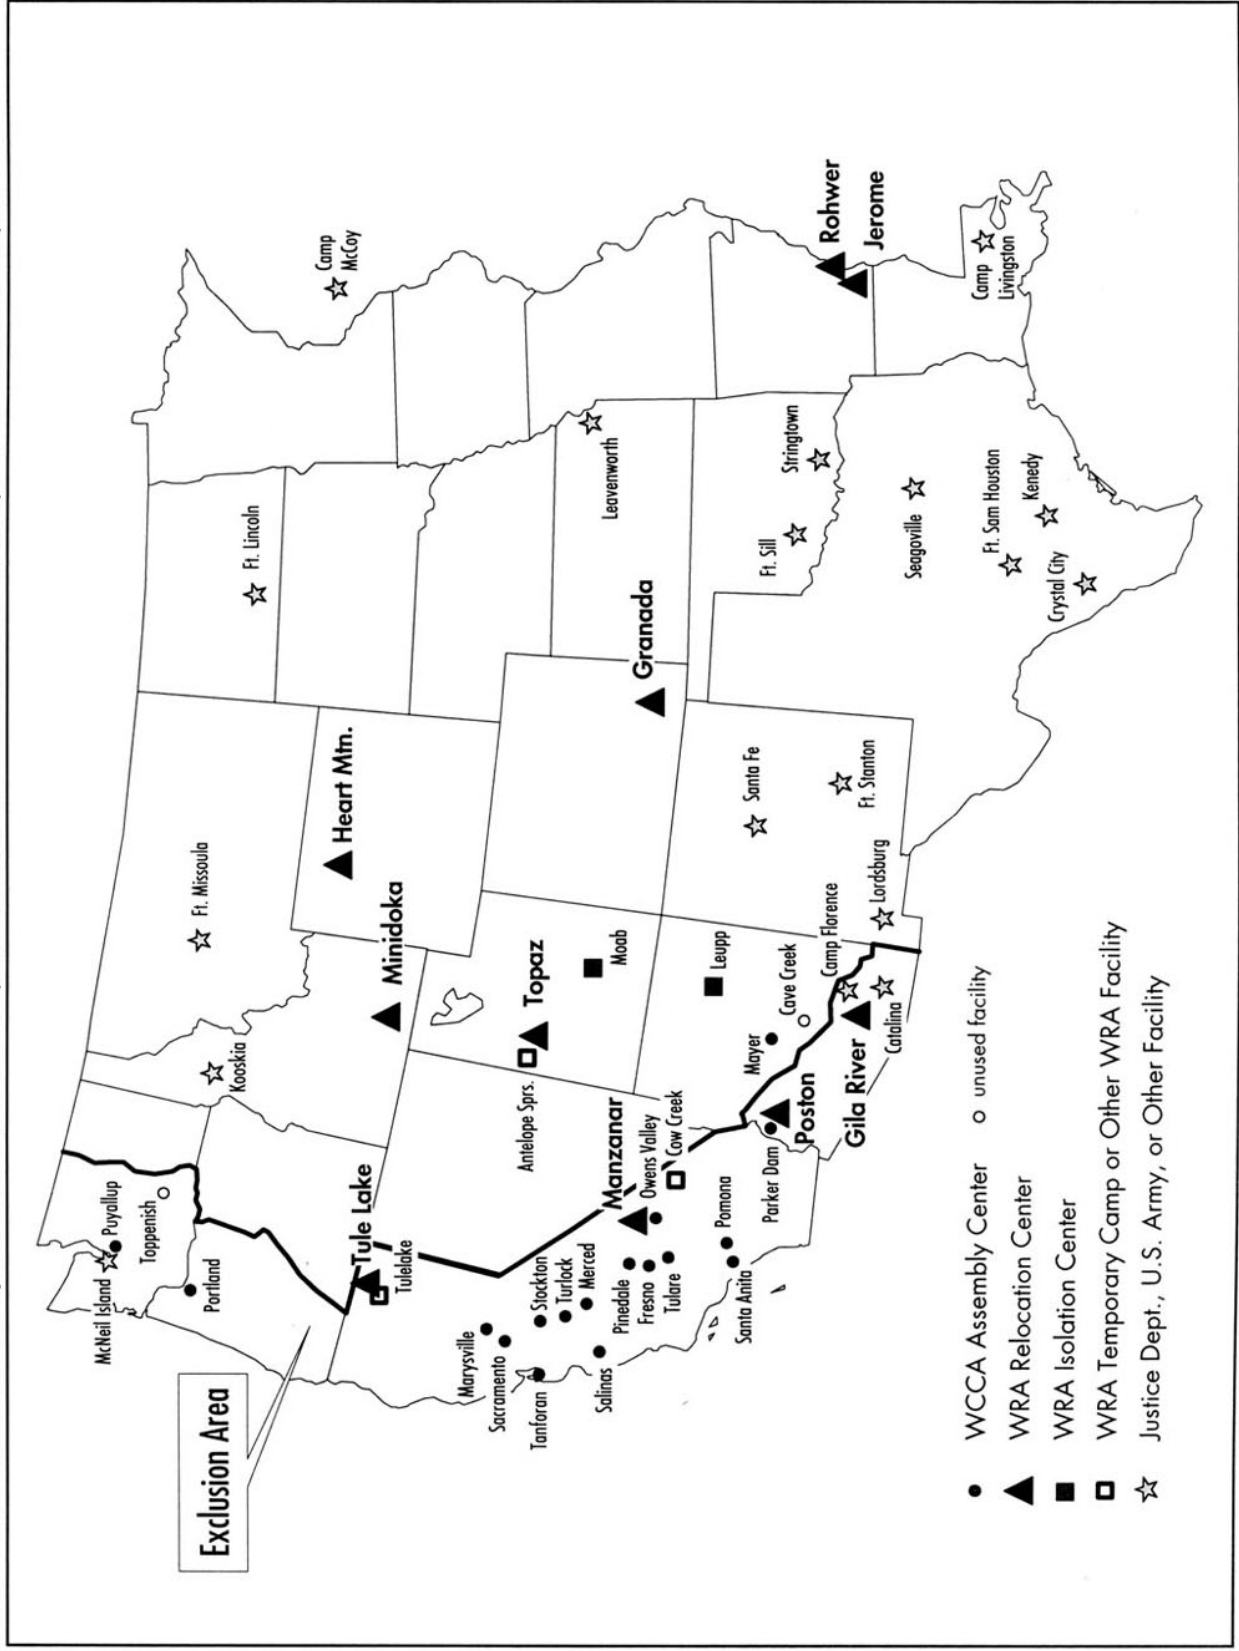 McNeil Island
Puyallup
Toppenish
Portland
Exclusion Area
Kooskia
Ft. Missoula
Ft. Lincoln
Camp
McCoy
Tule Lake
Tulelake
Minidoka
Heart Mtn.
Marysville
Sacramento
Tanforan
Stockton
Turlock
Merced
Salinas
Pinedale
Fresno
Tulare
Manzanar
Owens Valley
Cow Creek
Antelope Sprs.
Topaz
Moab
Granada
Leavenworth
Santa Anita
Pomona
Parker Dam
Poston
Mayer
Leupp
Cave Creek
Camp Florence
Gila River
Catalina
Lordsburg
Santa Fe
Ft. Stanton
Ft. Sill
Stringtown
Seagoville
Ft. Sam Houston
Kenedy
Crystal City
Rohwer
Jerome
Camp
Livingston
WCCA Assembly Center
unused facility
WRA Relocation Center
WRA Isolation Center
WRA Temporary Camp or Other WRA Facility
Justice Dept., U.S. Army, or Other Facility